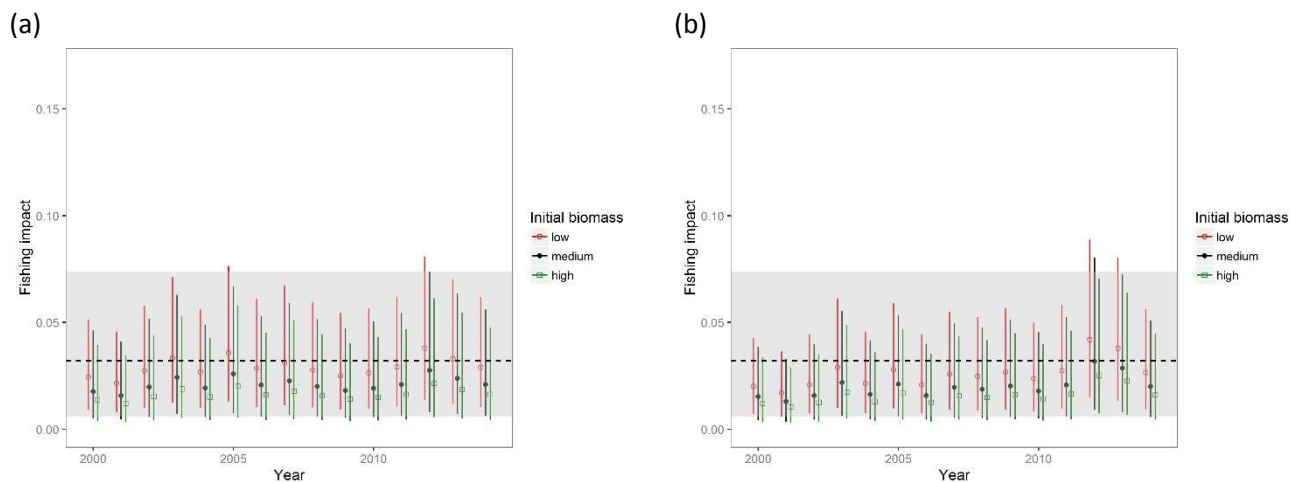 (a)
0.15
0.10
0.05
0.00
Fishing impact
2000
2005
2010
Year
Initial biomass
low
medium
high
(b)
0.15
0.10
0.05
0.00
Fishing impact
2000
2005
2010
Year
Initial biomass
low
medium
high